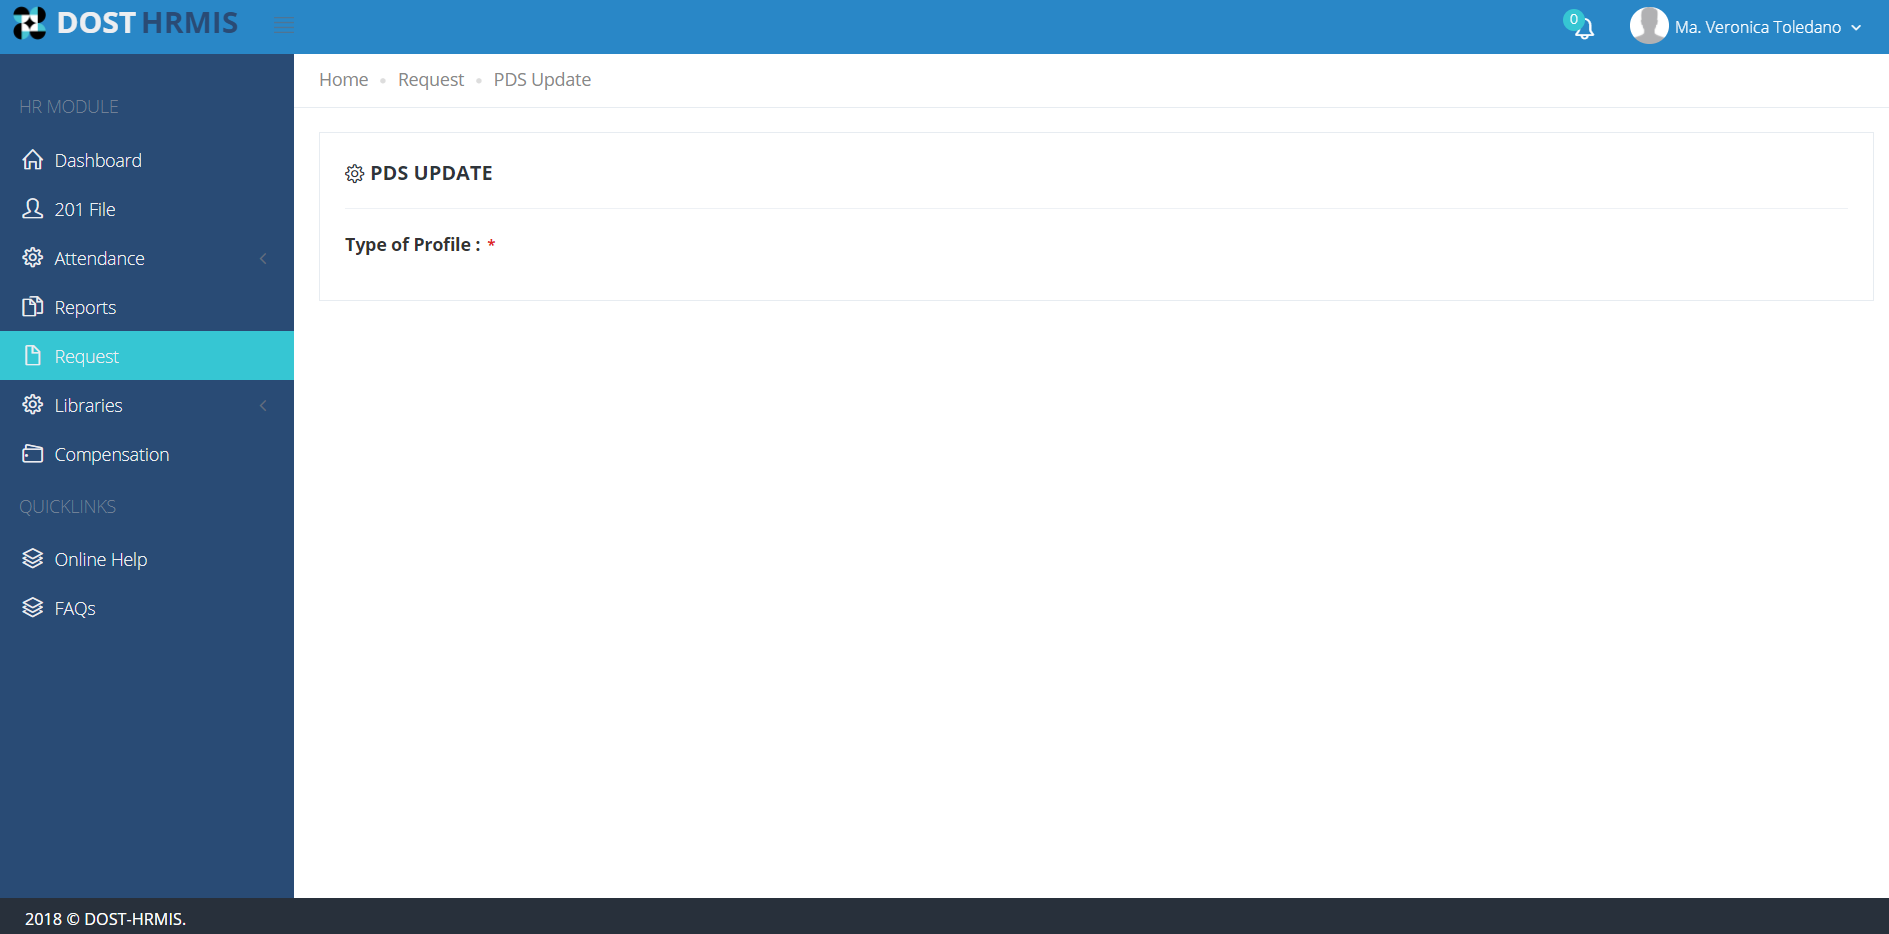 DOST HRMIS
0
Ma. Veronica Toledano
HR MODULE
Dashboard
201 File
Attendance
Reports
Request
Libraries
Compensation
QUICKLINKS
Online Help
FAQs
Home • Request • PDS Update
PDS UPDATE
Type of Profile : *
2018 © DOST-HRMIS.